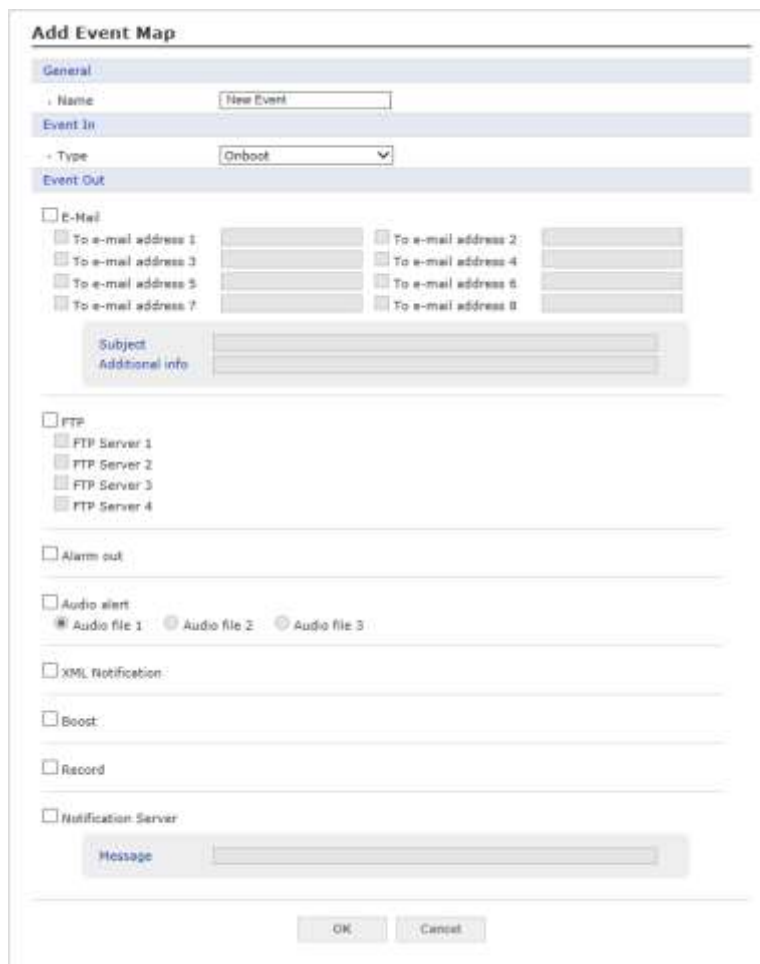 Add Event Map
General
Name New Event
Event In
Type Onboot
Event Out
E-Mail
To e-mail address 1 To e-mail address 2
To e-mail address 3 To e-mail address 4
To e-mail address 5 To e-mail address 6
To e-mail address 7 To e-mail address 8
Subject
Additional info
FTP
FTP Server 1
FTP Server 2
FTP Server 3
FTP Server 4
Alarm out
Audio alert
Audio file 1 Audio file 2 Audio file 3
XML Notification
Boost
Record
Notification Server
Message
OK Cancel